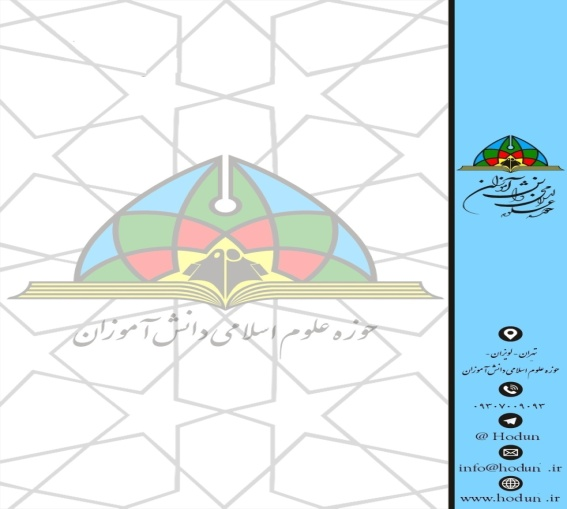 حوزه علوم اسلامی دانش آموزان
تهران - لویزان -
حوزه علوم اسلامی دانش آموزان
۰۹۳۰۷۰۰۹۰۹۳
@ Hodun
info@hodun .ir
www.hodun .ir